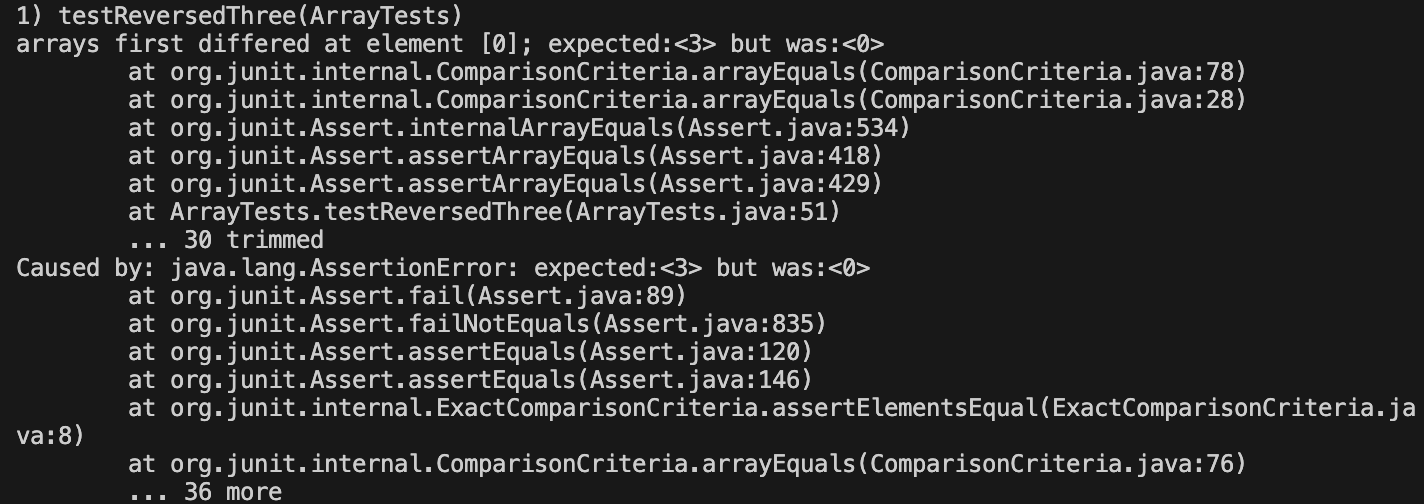 1) testReversedThree(ArrayTests)
arrays first differed at element [0]; expected:<3> but was:<0>
        at org.junit.internal.ComparisonCriteria.arrayEquals(ComparisonCriteria.java:78)
        at org.junit.internal.ComparisonCriteria.arrayEquals(ComparisonCriteria.java:28)
        at org.junit.Assert.internalArrayEquals(Assert.java:534)
        at org.junit.Assert.assertArrayEquals(Assert.java:418)
        at org.junit.Assert.assertArrayEquals(Assert.java:429)
        at ArrayTests.testReversedThree(ArrayTests.java:51)
        ... 30 trimmed
Caused by: java.lang.AssertionError: expected:<3> but was:<0>
        at org.junit.Assert.fail(Assert.java:89)
        at org.junit.Assert.failNotEquals(Assert.java:835)
        at org.junit.Assert.assertEquals(Assert.java:120)
        at org.junit.Assert.assertEquals(Assert.java:146)
        at org.junit.internal.ExactComparisonCriteria.assertElementsEqual(ExactComparisonCriteria.ja
va:8)
        at org.junit.internal.ComparisonCriteria.arrayEquals(ComparisonCriteria.java:76)
        ... 36 more